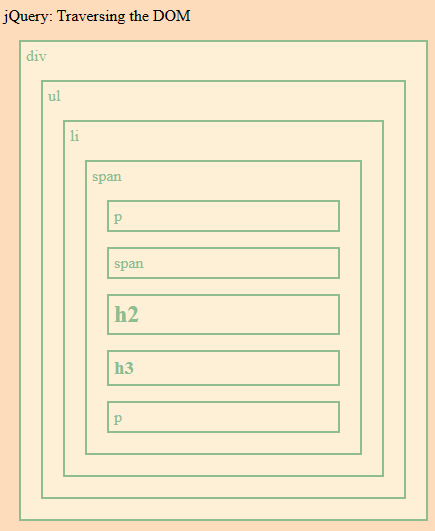 jQuery: Traversing the DOM
div
ul
li
span
p
span
h2
h3
p